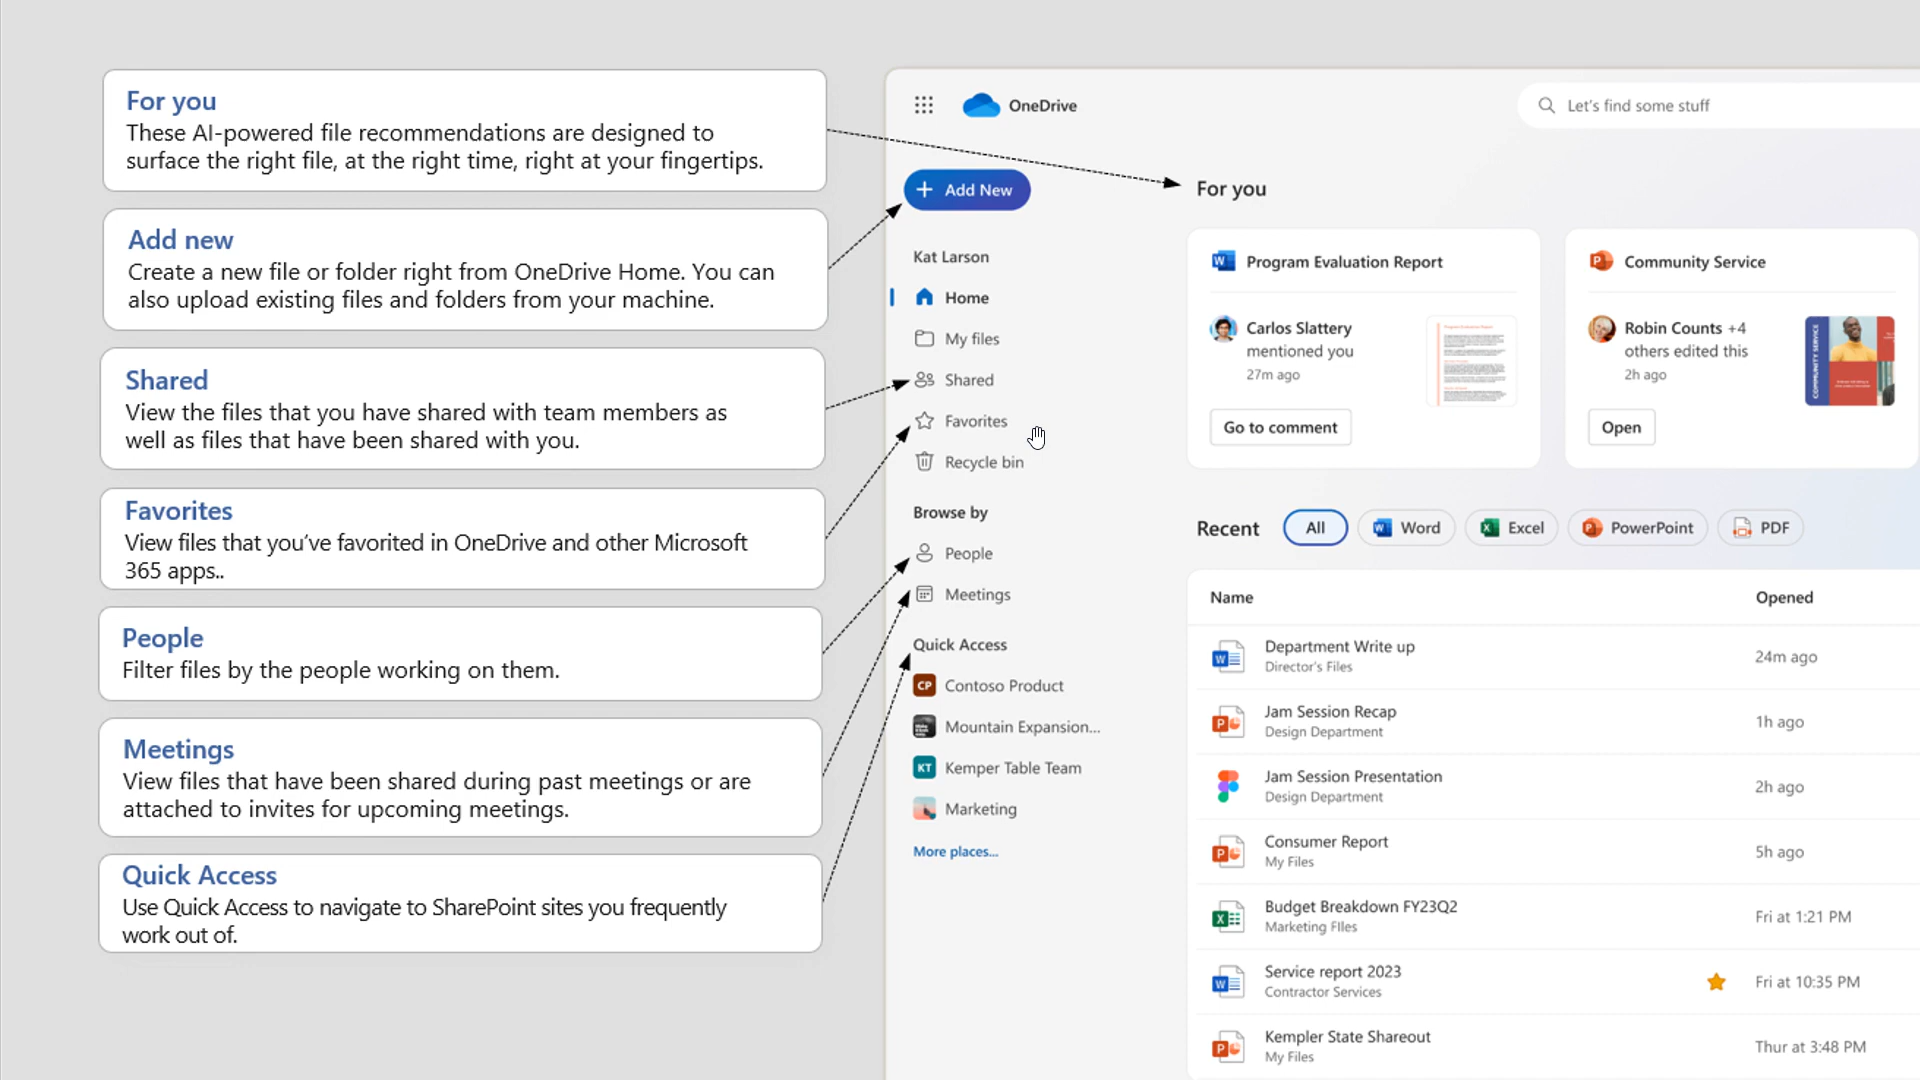 For you
These AI-powered file recommendations are designed to
surface the right file, at the right time, right at your fingertips.
Add new
Create a new file or folder right from OneDrive Home. You can
also upload existing files and folders from your machine.
Shared
View the files that you have shared with team members as
well as files that have been shared with you.
Favorites
View files that you've favorited in OneDrive and other Microsoft
365 apps..
People
Filter files by the people working on them.
Meetings
View files that have been shared during past meetings or are
attached to invites for upcoming meetings.
Quick Access
Use Quick Access to navigate to SharePoint sites you frequently
work out of.
OneDrive
Let's find some stuff
Add New
Kat Larson
Home
My files
Shared
Favorites
Recycle bin
Browse by
People
Meetings
Quick Access
CP Contoso Product
Mountain Expansion...
KT Kemper Table Team
Marketing
More places...
For you
Program Evaluation Report
Carlos Slattery
mentioned you
27m ago
Go to comment
Community Service
Robin Counts +4
others edited this
2h ago
COMMUNITY SERVICE
Open
Recent All Word Excel PowerPoint PDF
Name Opened
Department Write up
Director's Files
24m ago
Jam Session Recap
Design Department
1h ago
Jam Session Presentation
Design Department
2h ago
Consumer Report
My Files
5h ago
Budget Breakdown FY23Q2
Marketing FIles
Fri at 1:21 PM
Service report 2023
Contractor Services
Fri at 10:35 PM
Kempler State Shareout
My Files
Thur at 3:48 PM